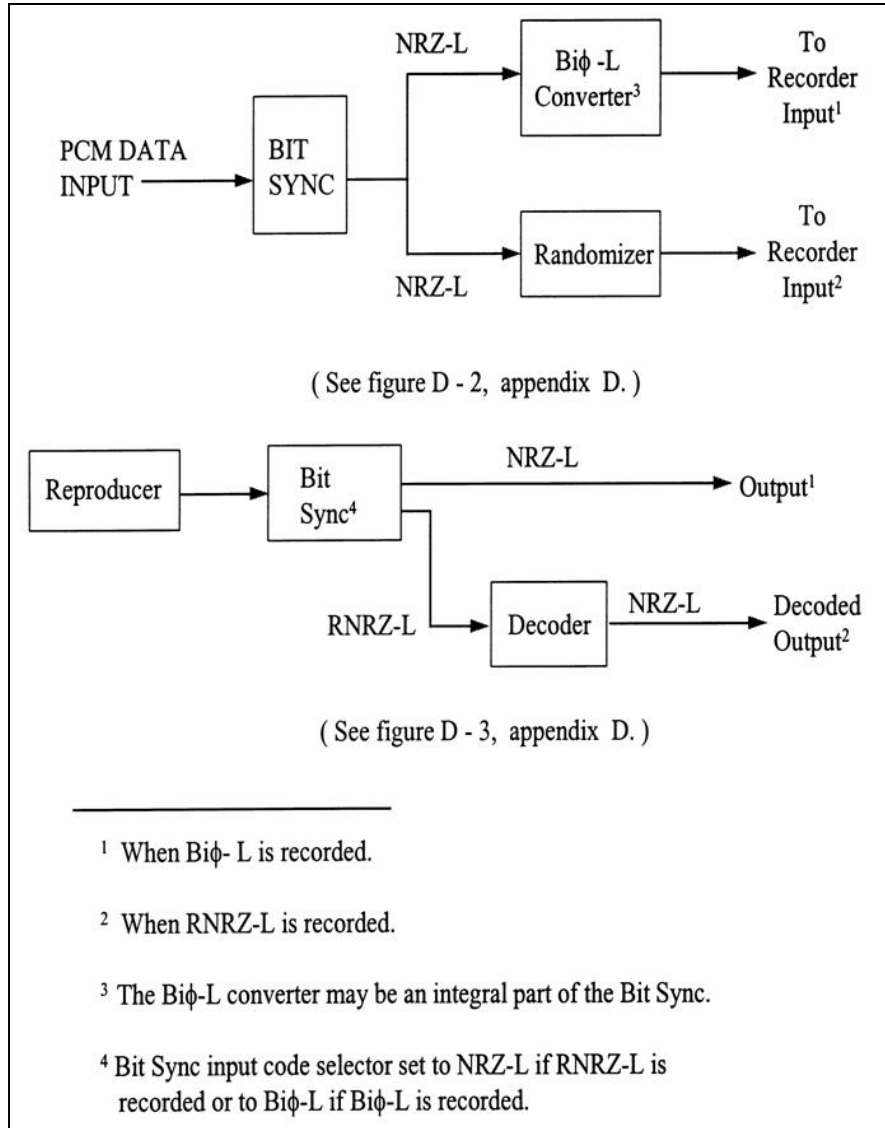 NRZ-L
Biϕ -L
Converter³
To
Recorder
Input¹
PCM DATA
INPUT
BIT
SYNC
NRZ-L
Randomizer
To
Recorder
Input²
( See figure D - 2, appendix D. )
Reproducer
Bit
Sync⁴
NRZ-L
Output¹
RNRZ-L
Decoder
NRZ-L
Decoded
Output²
( See figure D - 3, appendix D. )
¹ When Biϕ- L is recorded.
² When RNRZ-L is recorded.
³ The Biϕ-L converter may be an integral part of the Bit Sync.
⁴ Bit Sync input code selector set to NRZ-L if RNRZ-L is
recorded or to Biϕ-L if Biϕ-L is recorded.